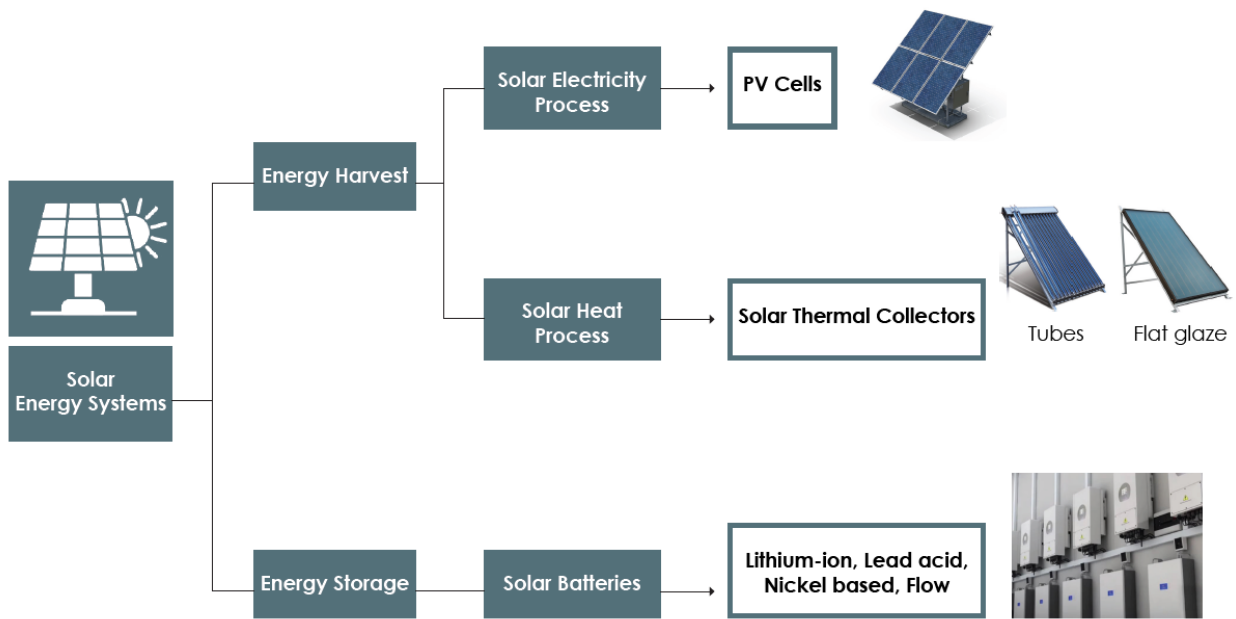 Solar Electricity
Process
PV Cells
Energy Harvest
Solar Heat
Process
Solar Thermal Collectors
Tubes
Flat glaze
Solar
Energy Systems
Energy Storage
Solar Batteries
Lithium-ion, Lead acid,
Nickel based, Flow